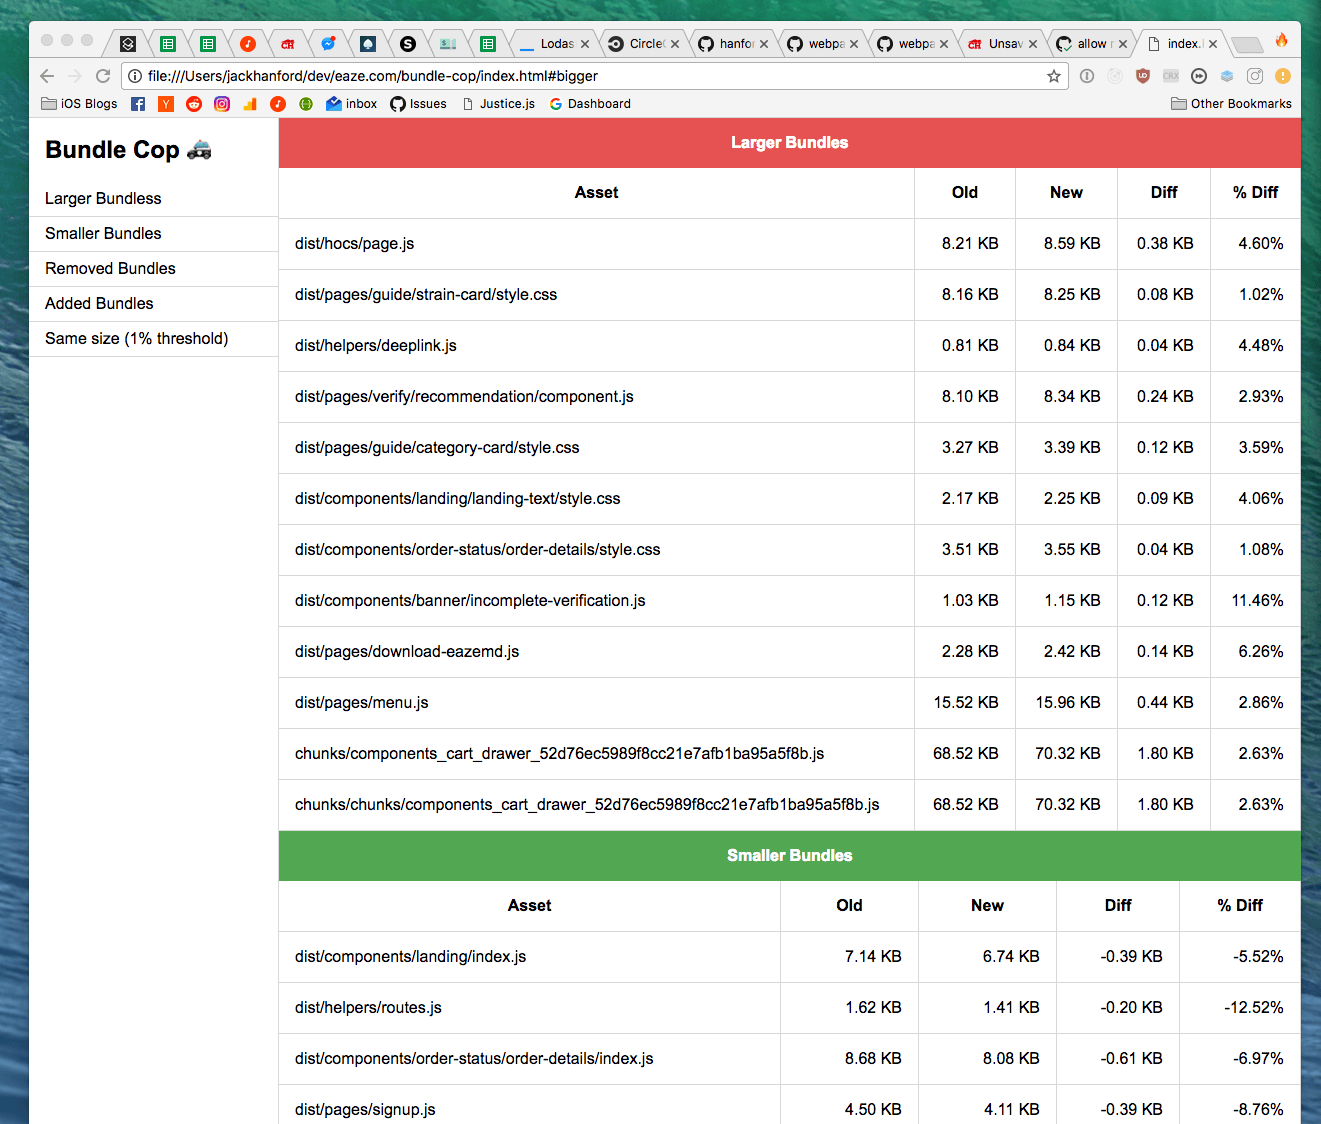 Lodas
CircleC
hanfor
webpa
webpa
Unsav
allow r
index.
file:///Users/jackhanford/dev/eaze.com/bundle-cop/index.html#bigger
iOS Blogs inbox Issues Justice.js Dashboard Other Bookmarks
Bundle Cop
Larger Bundless
Smaller Bundles
Removed Bundles
Added Bundles
Same size (1% threshold)
Larger Bundles
Asset Old New Diff % Diff
dist/hocs/page.js 8.21 KB 8.59 KB 0.38 KB 4.60%
dist/pages/guide/strain-card/style.css 8.16 KB 8.25 KB 0.08 KB 1.02%
dist/helpers/deeplink.js 0.81 KB 0.84 KB 0.04 KB 4.48%
dist/pages/verify/recommendation/component.js 8.10 KB 8.34 KB 0.24 KB 2.93%
dist/pages/guide/category-card/style.css 3.27 KB 3.39 KB 0.12 KB 3.59%
dist/components/landing/landing-text/style.css 2.17 KB 2.25 KB 0.09 KB 4.06%
dist/components/order-status/order-details/style.css 3.51 KB 3.55 KB 0.04 KB 1.08%
dist/components/banner/incomplete-verification.js 1.03 KB 1.15 KB 0.12 KB 11.46%
dist/pages/download-eazemd.js 2.28 KB 2.42 KB 0.14 KB 6.26%
dist/pages/menu.js 15.52 KB 15.96 KB 0.44 KB 2.86%
chunks/components_cart_drawer_52d76ec5989f8cc21e7afb1ba95a5f8b.js 68.52 KB 70.32 KB 1.80 KB 2.63%
chunks/chunks/components_cart_drawer_52d76ec5989f8cc21e7afb1ba95a5f8b.js 68.52 KB 70.32 KB 1.80 KB 2.63%
Smaller Bundles
Asset Old New Diff % Diff
dist/components/landing/index.js 7.14 KB 6.74 KB -0.39 KB -5.52%
dist/helpers/routes.js 1.62 KB 1.41 KB -0.20 KB -12.52%
dist/components/order-status/order-details/index.js 8.68 KB 8.08 KB -0.61 KB -6.97%
dist/pages/signup.js 4.50 KB 4.11 KB -0.39 KB -8.76%